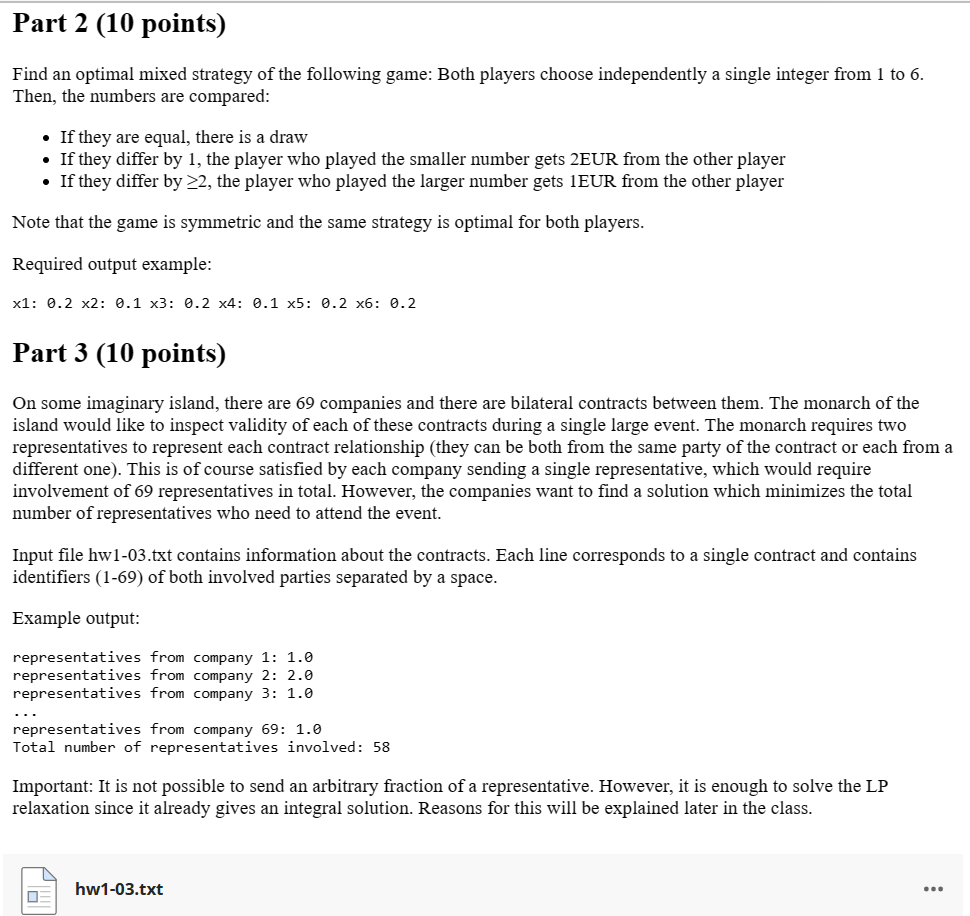 Part 2 (10 points)
Find an optimal mixed strategy of the following game: Both players choose independently a single integer from 1 to 6.
Then, the numbers are compared:
• If they are equal, there is a draw
• If they differ by 1, the player who played the smaller number gets 2EUR from the other player
• If they differ by ≥2, the player who played the larger number gets 1EUR from the other player
Note that the game is symmetric and the same strategy is optimal for both players.
Required output example:
x1: 0.2 x2: 0.1 x3: 0.2 x4: 0.1 x5: 0.2 x6: 0.2
Part 3 (10 points)
On some imaginary island, there are 69 companies and there are bilateral contracts between them. The monarch of the
island would like to inspect validity of each of these contracts during a single large event. The monarch requires two
representatives to represent each contract relationship (they can be both from the same party of the contract or each from a
different one). This is of course satisfied by each company sending a single representative, which would require
involvement of 69 representatives in total. However, the companies want to find a solution which minimizes the total
number of representatives who need to attend the event.
Input file hw1-03.txt contains information about the contracts. Each line corresponds to a single contract and contains
identifiers (1-69) of both involved parties separated by a space.
Example output:
representatives from company 1: 1.0
representatives from company 2: 2.0
representatives from company 3: 1.0
...
representatives from company 69: 1.0
Total number of representatives involved: 58
Important: It is not possible to send an arbitrary fraction of a representative. However, it is enough to solve the LP
relaxation since it already gives an integral solution. Reasons for this will be explained later in the class.
hw1-03.txt